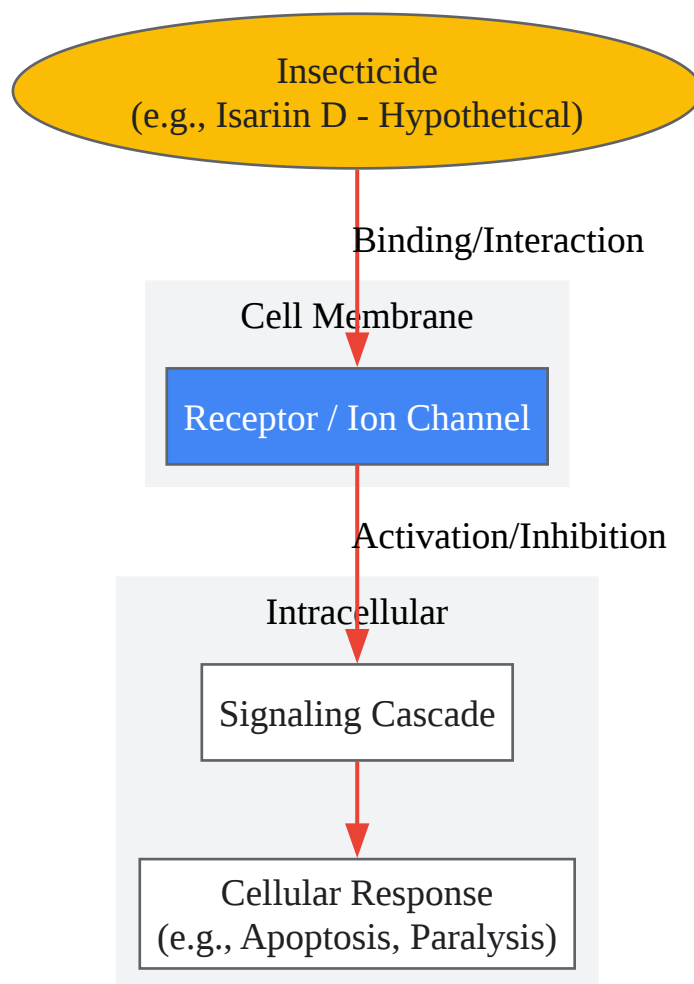 Insecticide
(e.g., Isariin D - Hypothetical)
Binding/Interaction
Cell Membrane
Receptor / Ion Channel
Activation/Inhibition
Intracellular
Signaling Cascade
Cellular Response
(e.g., Apoptosis, Paralysis)